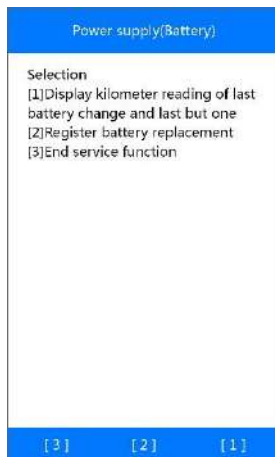 Power supply(Battery)
Selection
[1]Display kilometer reading of last
battery change and last but one
[2]Register battery replacement
[3]End service function
[3] [2] [1]